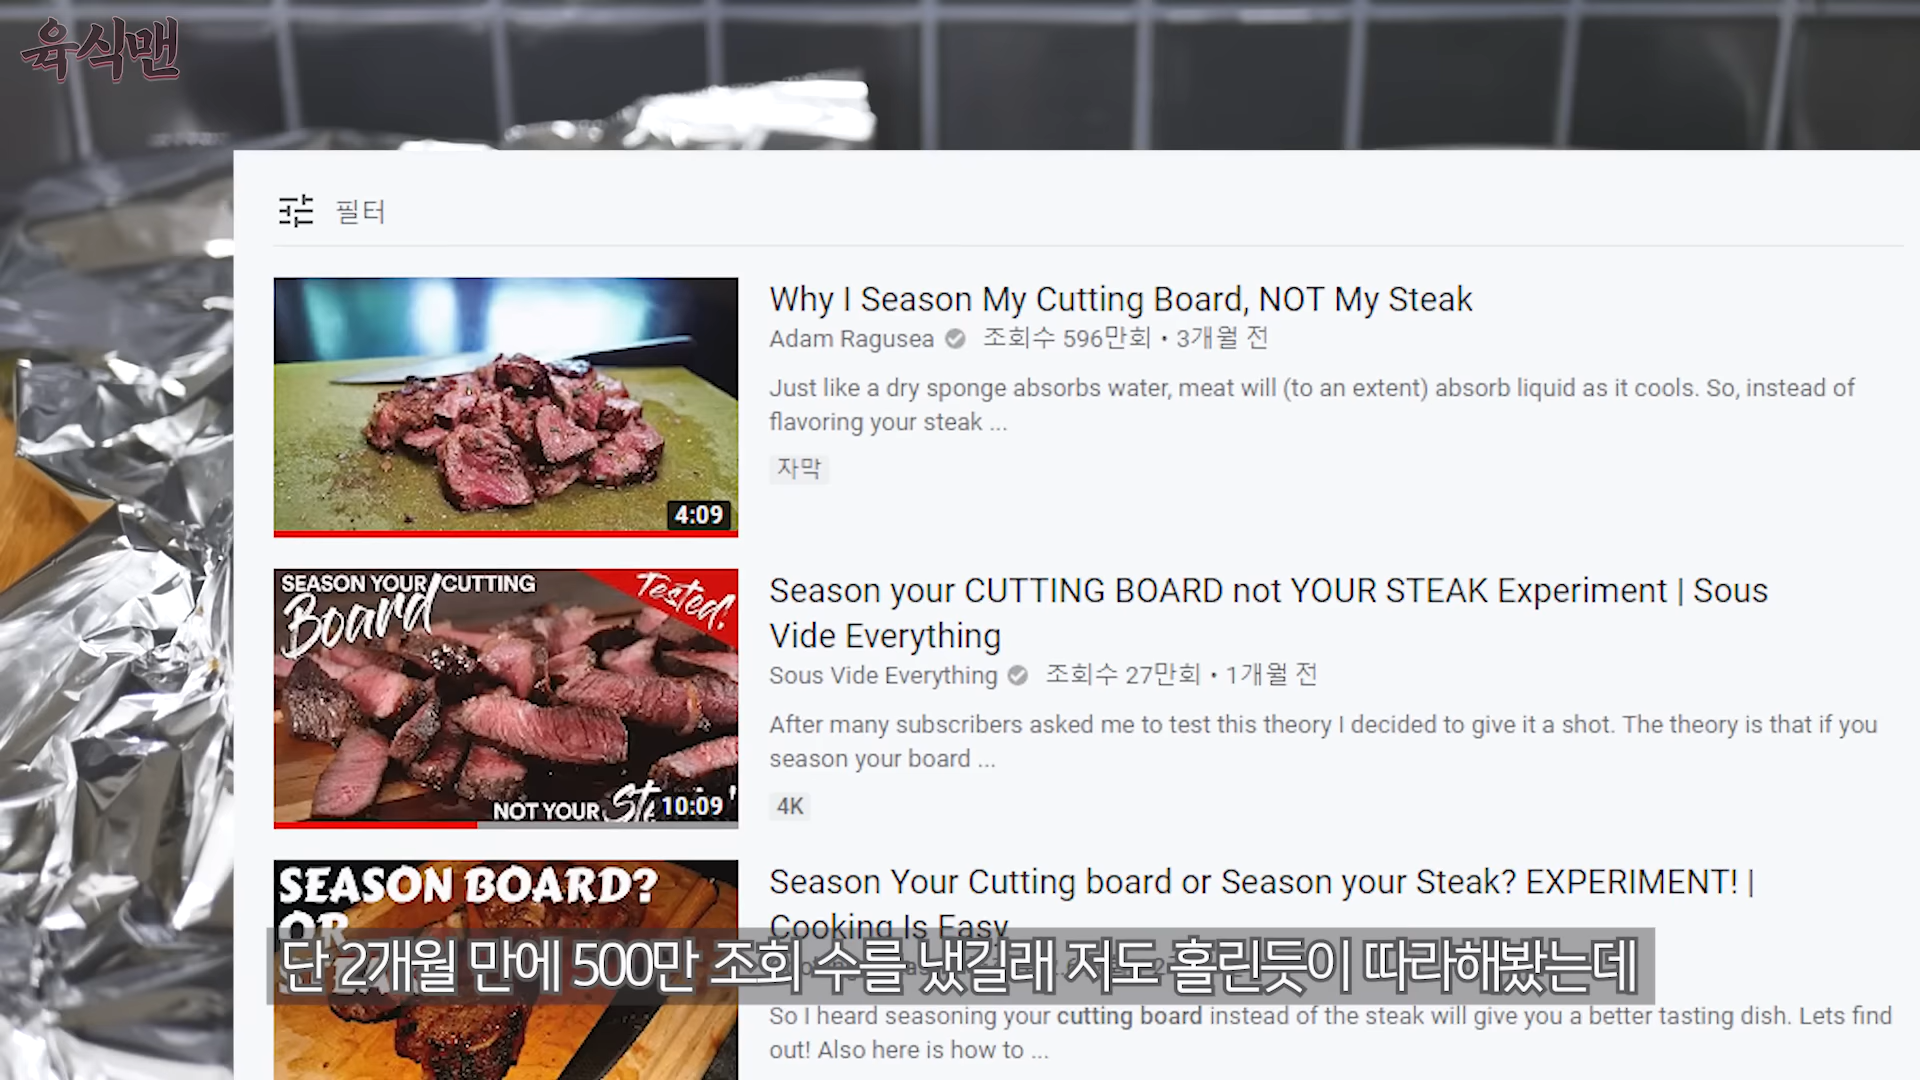 육식맨
필터
Why I Season My Cutting Board, NOT My Steak
Adam Ragusea 조회수 596만회 • 3개월 전
Just like a dry sponge absorbs water, meat will (to an extent) absorb liquid as it cools. So, instead of
flavoring your steak ...
자막
4:09
SEASON YOUR CUTTING
Board
Tested!
NOT YOUR
10:09
Season your CUTTING BOARD not YOUR STEAK Experiment | Sous
Vide Everything
Sous Vide Everything 조회수 27만회 • 1개월 전
After many subscribers asked me to test this theory I decided to give it a shot. The theory is that if you
season your board ...
4K
SEASON BOARD?
OR
Season Your Cutting board or Season your Steak? EXPERIMENT! |
Cooking Is Easy
단 2개월 만에 500만 조회 수를 냈길래 저도 홀린듯이 따라해봤는데
So I heard seasoning your cutting board instead of the steak will give you a better tasting dish. Lets find
out! Also here is how to ...